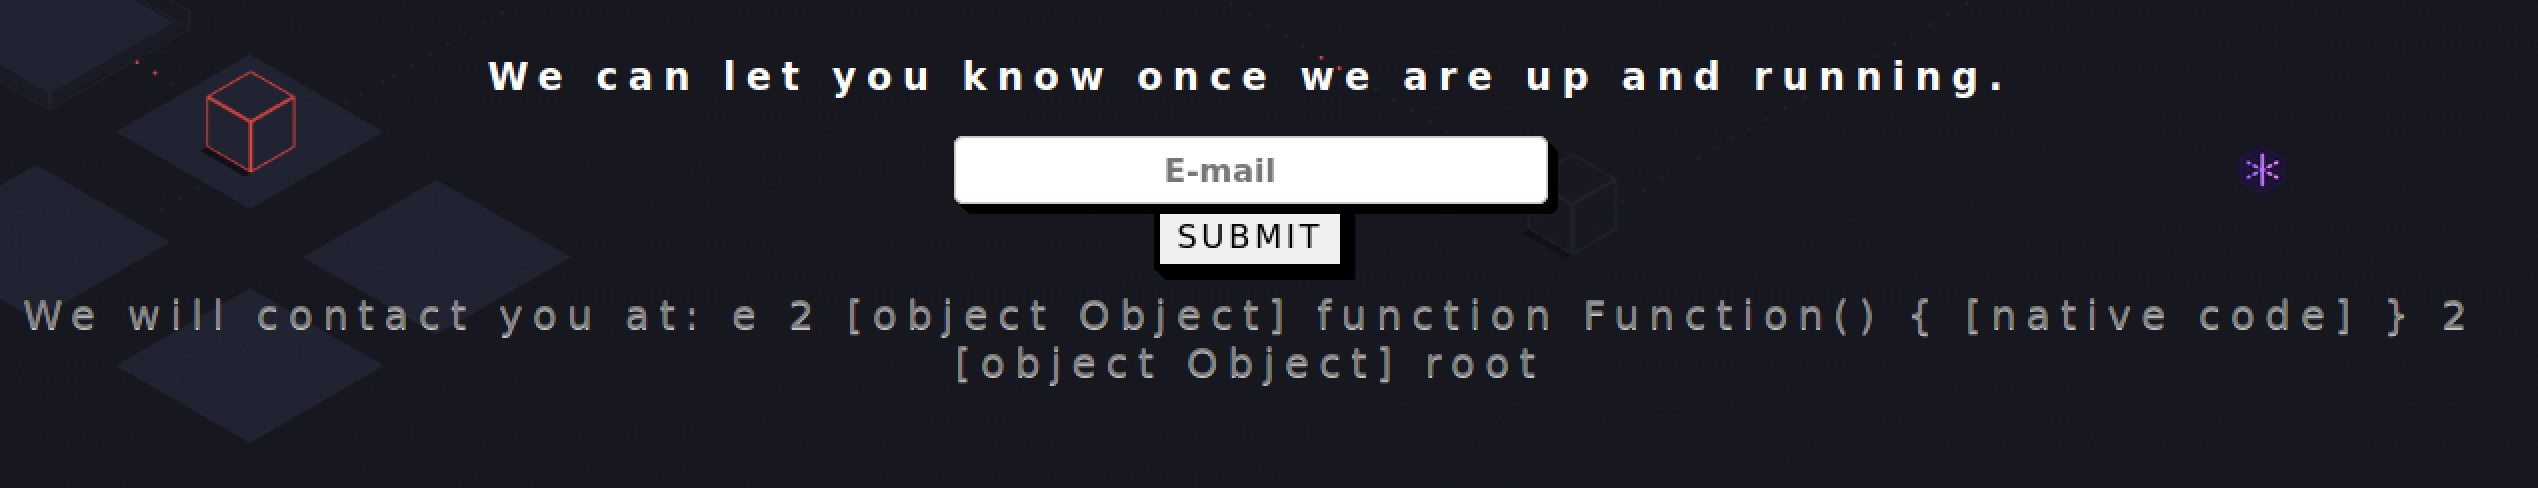 We can let you know once we are up and running.
E-mail
SUBMIT
We will contact you at: e 2 [object Object] function Function() { [native code] } 2
[object Object] root